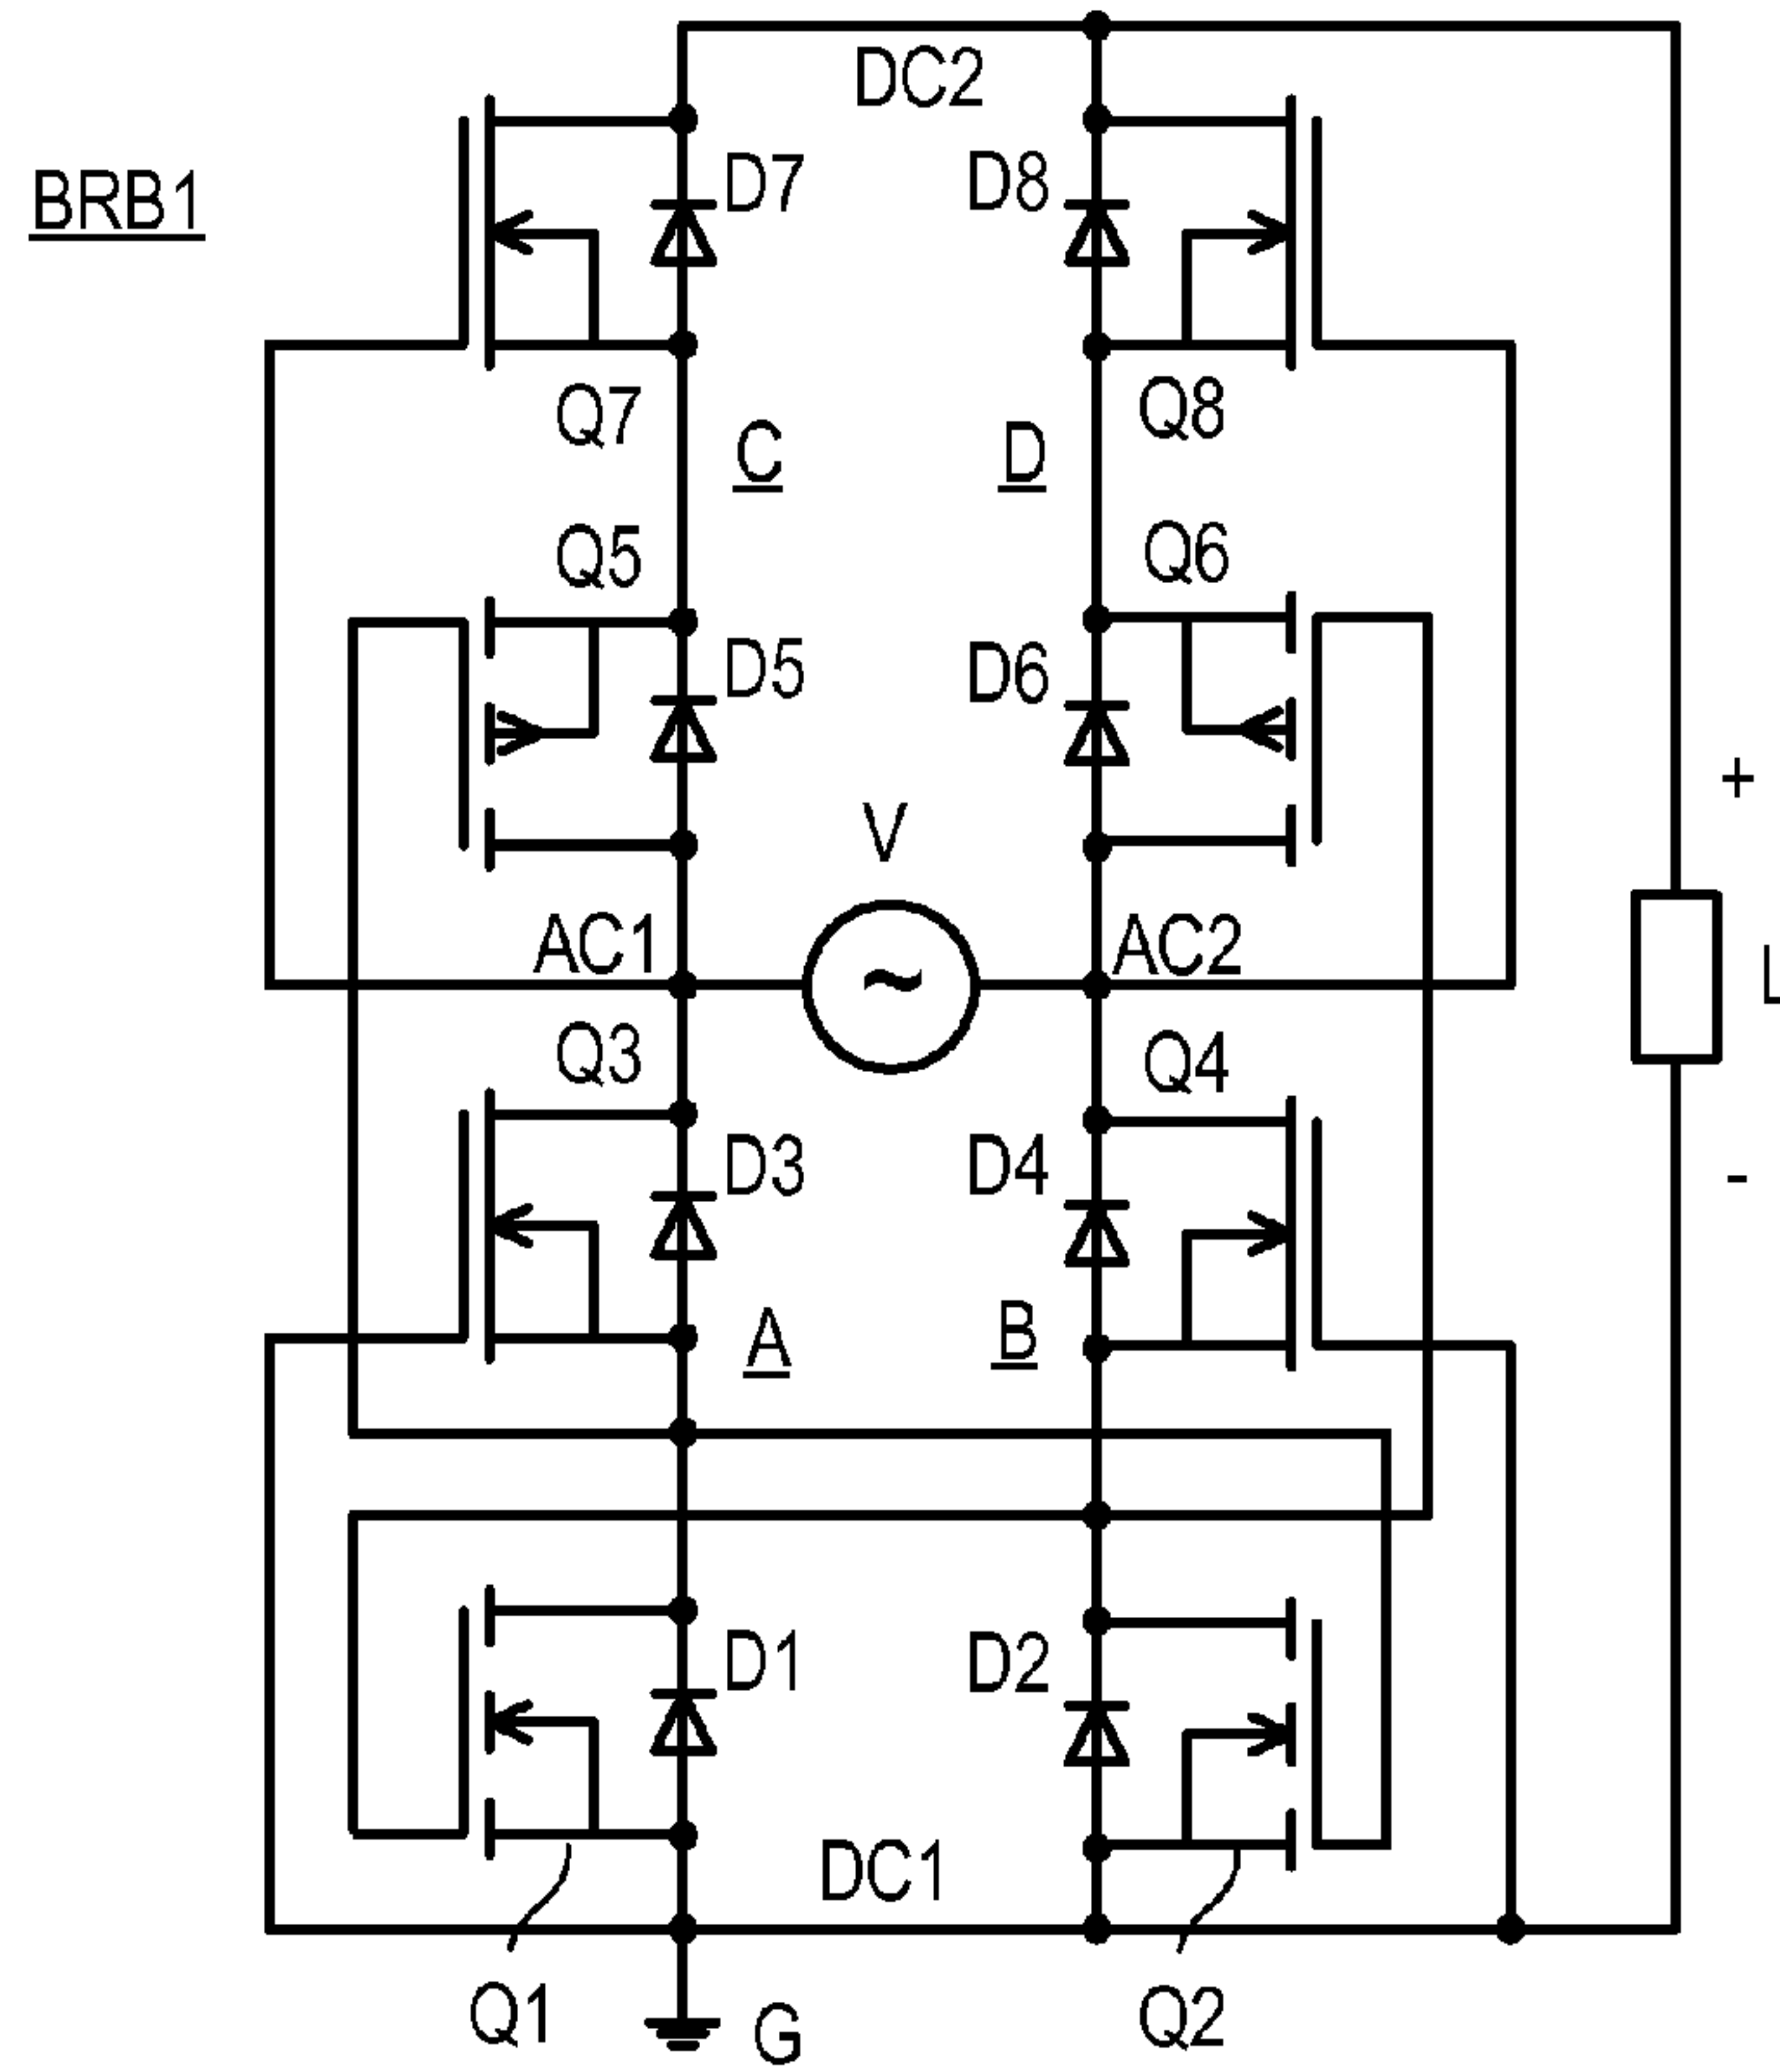 DC2
BRB1
D7
D8
Q7
Q8
C
D
Q5
Q6
D5
D6
+
V
~
AC1
AC2
L
Q3
Q4
D3
D4
-
A
B
D1
D2
DC1
Q1
Q2
G